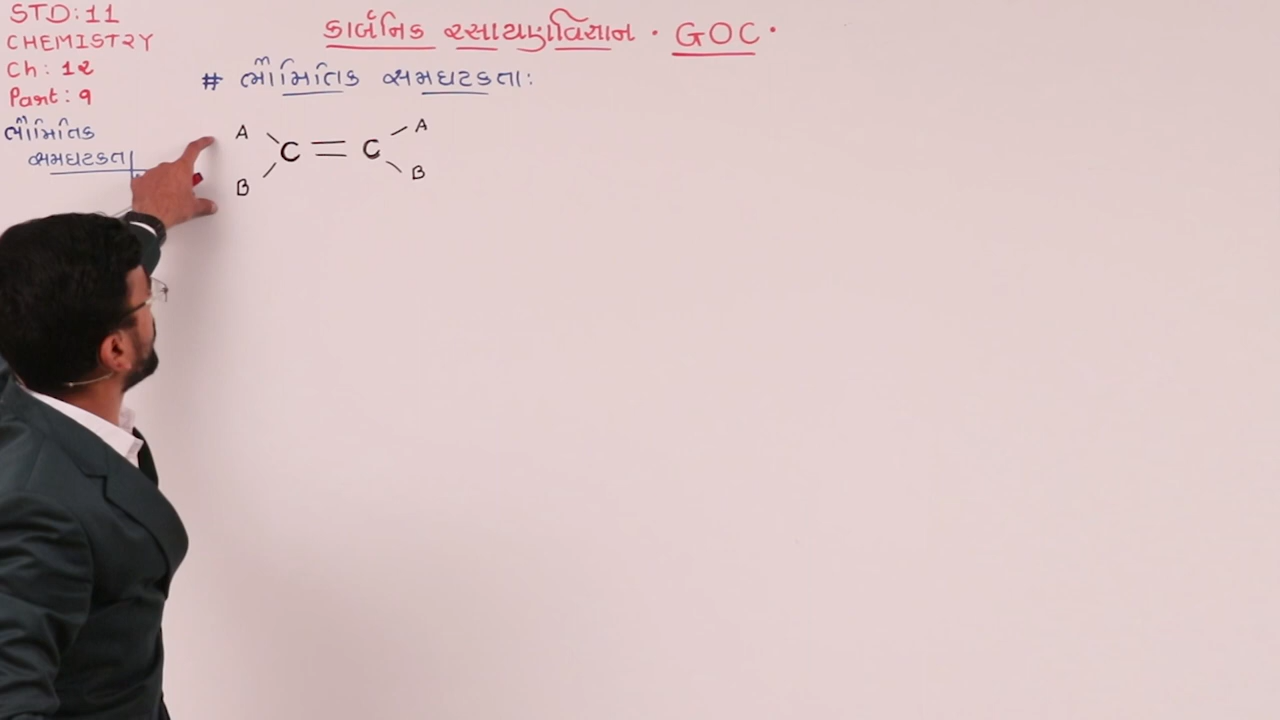 STD:11
CHEMISTRY
Ch: 12
Part: 9
ભૌમિતિક
સમઘટકતા
કાર્બનિક રસાયણવિજ્ઞાન · GOC ·
# ભૌમિતિક સમઘટકતા:
A A
C = C
B B